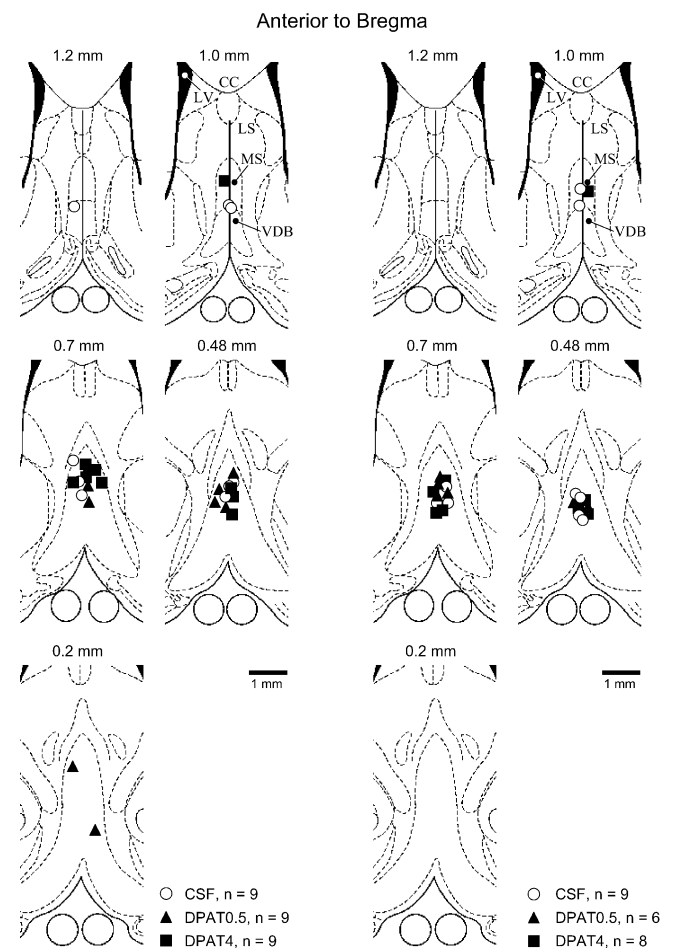 Anterior to Bregma
1.2 mm 1.0 mm 1.2 mm 1.0 mm
CC CC
LV LV
LS LS
MS MS
VDB VDB
0.7 mm 0.48 mm 0.7 mm 0.48 mm
0.2 mm 0.2 mm
1 mm 1 mm
CSF, n = 9 CSF, n = 9
DPAT0.5, n = 9 DPAT0.5, n = 6
DPAT4, n = 9 DPAT4, n = 8